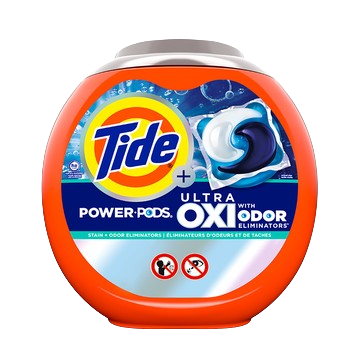 Tide
+
POWER PODS®
ULTRA
OXI
WITH
ODOR
ELIMINATORS
STAIN + ODOR ELIMINATORS | ÉLIMINATEURS D'ODEURS ET DE TACHES